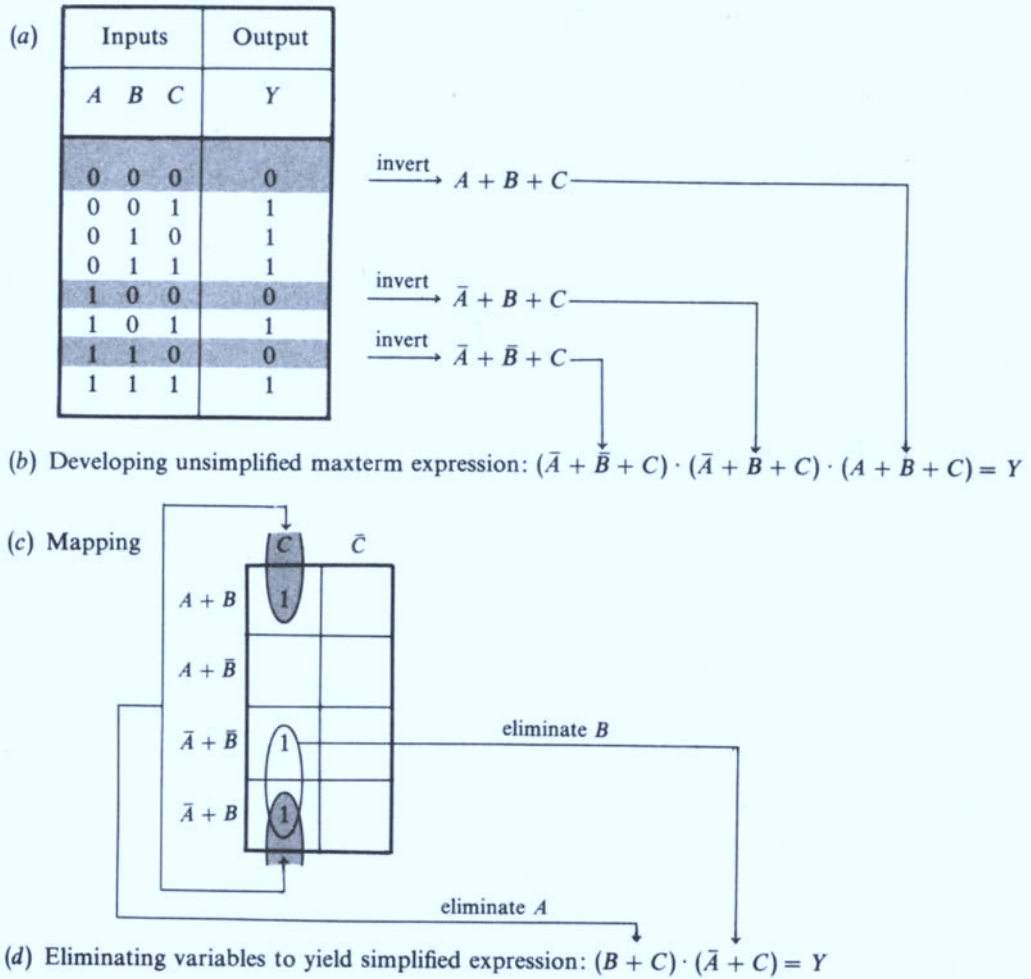 (a) Inputs Output
A B C Y
0 0 0 0 invert A + B + C
0 0 1 1
0 1 0 1
0 1 1 1
1 0 0 0 invert Ā + B + C
1 0 1 1
1 1 0 0 invert Ā + B̄ + C
1 1 1 1
(b) Developing unsimplified maxterm expression: (Ā + B̄ + C) · (Ā + B + C) · (A + B + C) = Y
(c) Mapping C C̄
A + B 1
A + B̄
Ā + B̄ 1 eliminate B
Ā + B 1
eliminate A
(d) Eliminating variables to yield simplified expression: (B + C) · (Ā + C) = Y